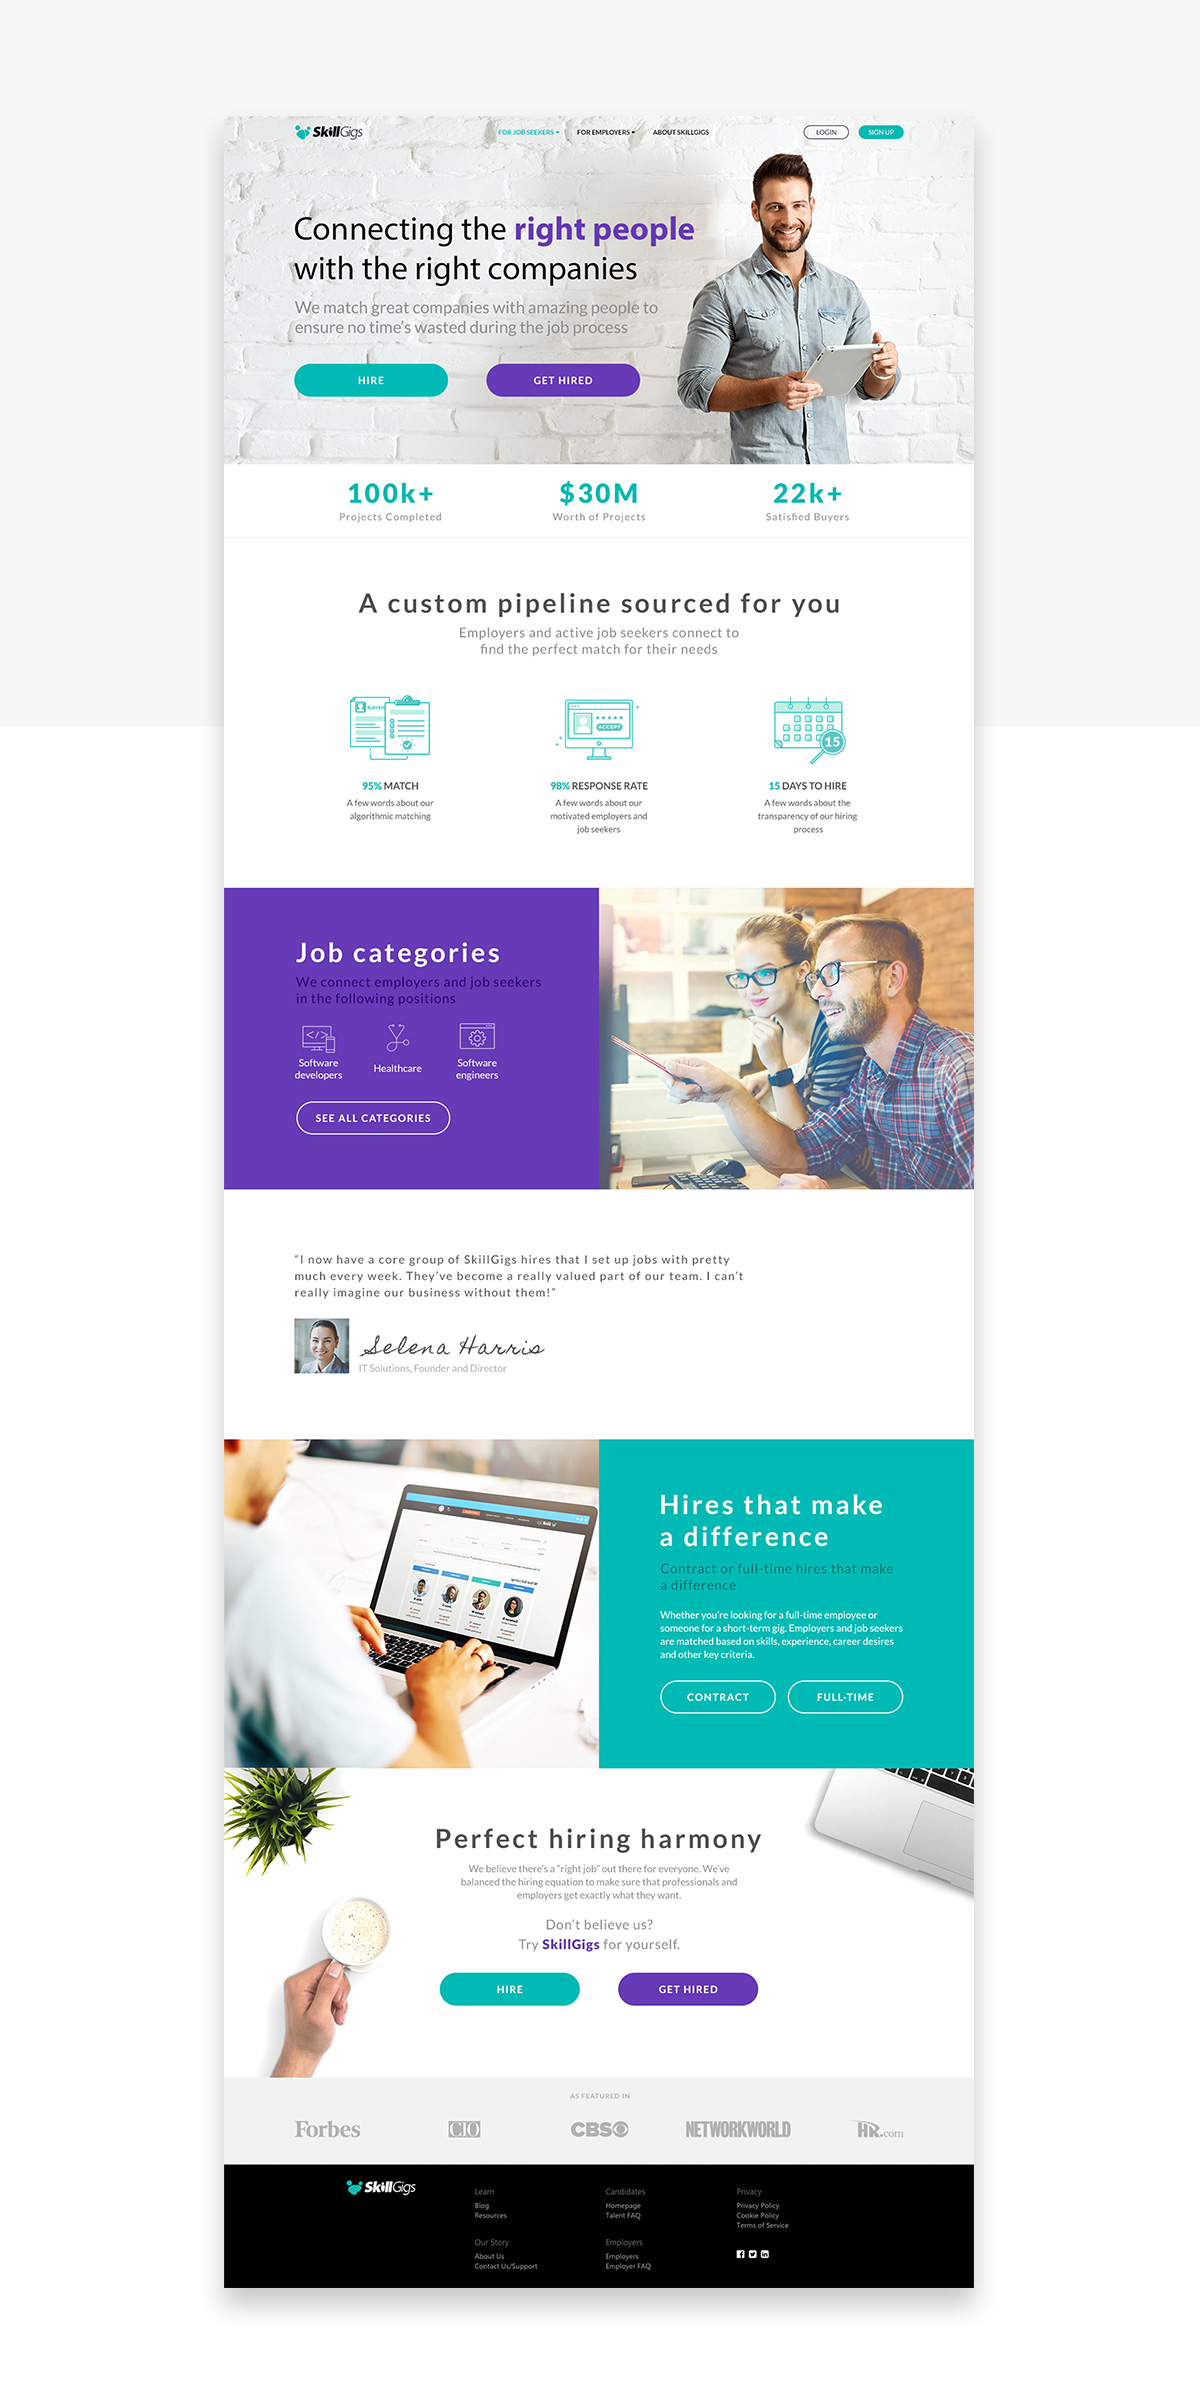 SkillGigs
FOR JOB SEEKERS
FOR EMPLOYERS
ABOUT SKILLGIGS
LOGIN
SIGN UP
Connecting the right people
with the right companies
We match great companies with amazing people to
ensure no time's wasted during the job process
HIRE
GET HIRED
100k+
Projects Completed
$30M
Worth of Projects
22k+
Satisfied Buyers
A custom pipeline sourced for you
Employers and active job seekers connect to
find the perfect match for their needs
ACCEPT
15
95% MATCH
A few words about our
algorithmic matching
98% RESPONSE RATE
A few words about our
motivated employers and
job seekers
15 DAYS TO HIRE
A few words about the
transparency of our hiring
process
Job categories
We connect employers and job seekers
in the following positions
Software
developers
Healthcare
Software
engineers
SEE ALL CATEGORIES
“I now have a core group of SkillGigs hires that I set up jobs with pretty
much every week. They’ve become a really valued part of our team. I can’t
really imagine our business without them!”
Selena Harris
IT Solutions, Founder and Director
Hires that make
a difference
Contract or full-time hires that make
a difference
Whether you’re looking for a full-time employee or
someone for a short-term gig. Employers and job seekers
are matched based on skills, experience, career desires
and other key criteria.
CONTRACT
FULL-TIME
Perfect hiring harmony
We believe there’s a “right job” out there for everyone. We’ve
balanced the hiring equation to make sure that professionals and
employers get exactly what they want.
Don’t believe us?
Try SkillGigs for yourself.
HIRE
GET HIRED
AS FEATURED IN
Forbes
CIO
CBS
NETWORKWORLD
HR.com
SkillGigs
Learn
Blog
Resources
Candidates
Homepage
Talent FAQ
Privacy
Privacy Policy
Cookie Policy
Terms of Service
Our Story
About Us
Contact Us/Support
Employers
Employers
Employer FAQ